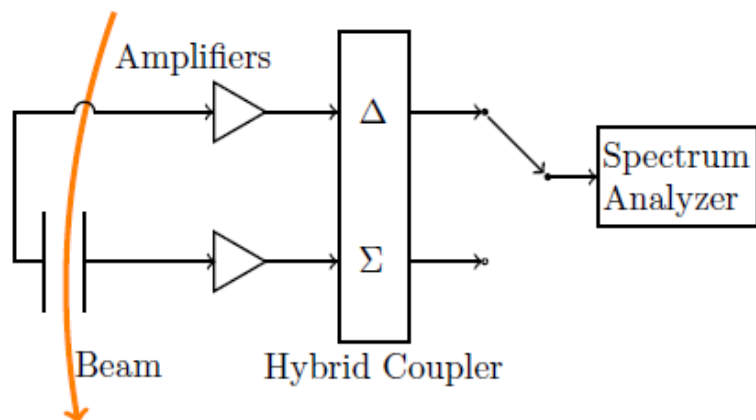 Amplifiers
Δ
Spectrum
Analyzer
Σ
Beam
Hybrid Coupler